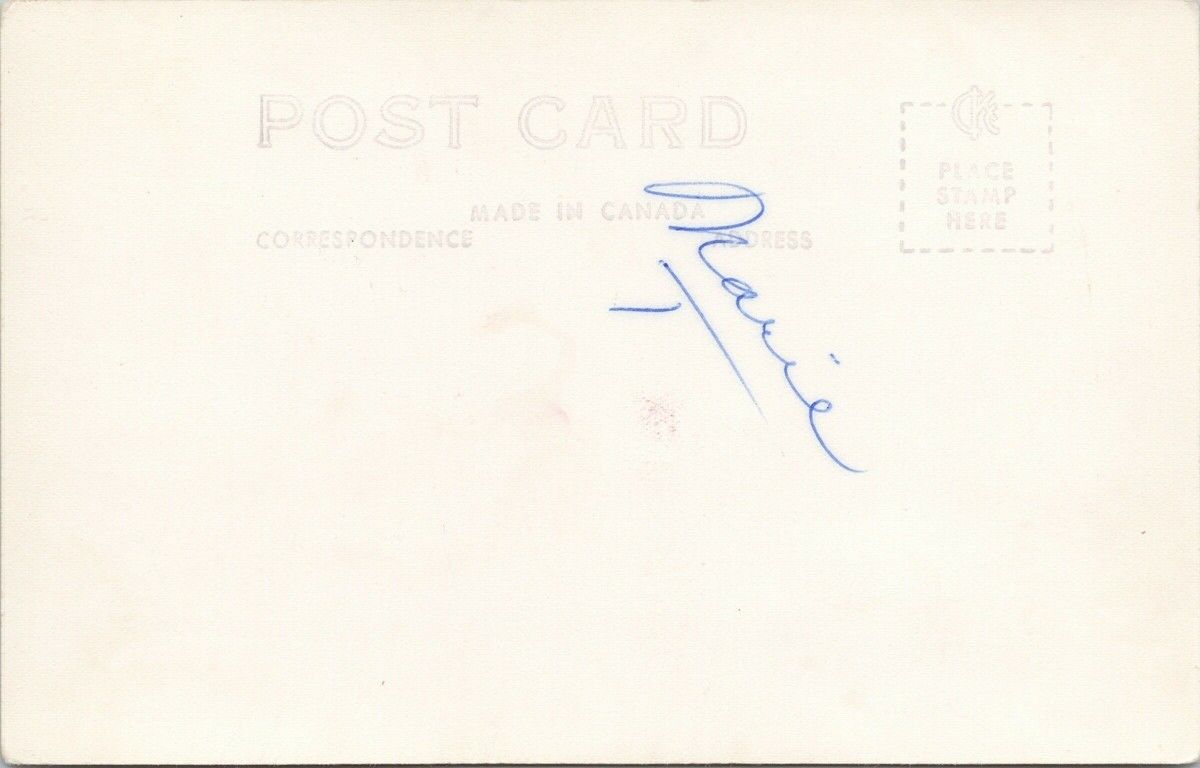 POST CARD
MADE IN CANADA
CORRESPONDENCE ADDRESS
PLACE
STAMP
HERE
Marie